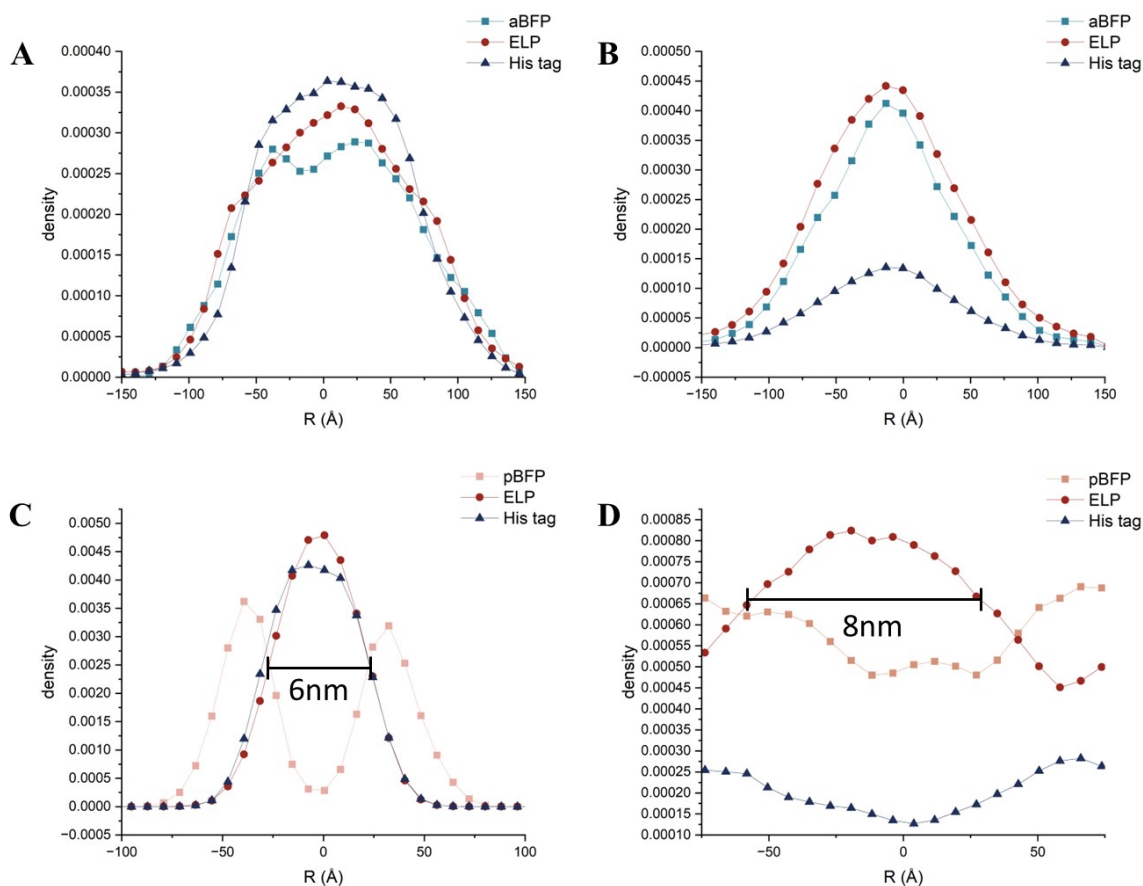 A
aBFP
ELP
His tag
0.00040
0.00035
0.00030
0.00025
0.00020
0.00015
0.00010
0.00005
0.00000
density
−150
−100
−50
0
50
100
150
R (Å)
B
aBFP
ELP
His tag
0.00050
0.00045
0.00040
0.00035
0.00030
0.00025
0.00020
0.00015
0.00010
0.00005
0.00000
−0.00005
density
−150
−100
−50
0
50
100
150
R (Å)
C
pBFP
ELP
His tag
0.0050
0.0045
0.0040
0.0035
0.0030
0.0025
0.0020
0.0015
0.0010
0.0005
0.0000
−0.0005
density
6nm
−100
−50
0
50
100
R (Å)
D
pBFP
ELP
His tag
0.00085
0.00080
0.00075
0.00070
0.00065
0.00060
0.00055
0.00050
0.00045
0.00040
0.00035
0.00030
0.00025
0.00020
0.00015
0.00010
density
8nm
−50
0
50
R (Å)